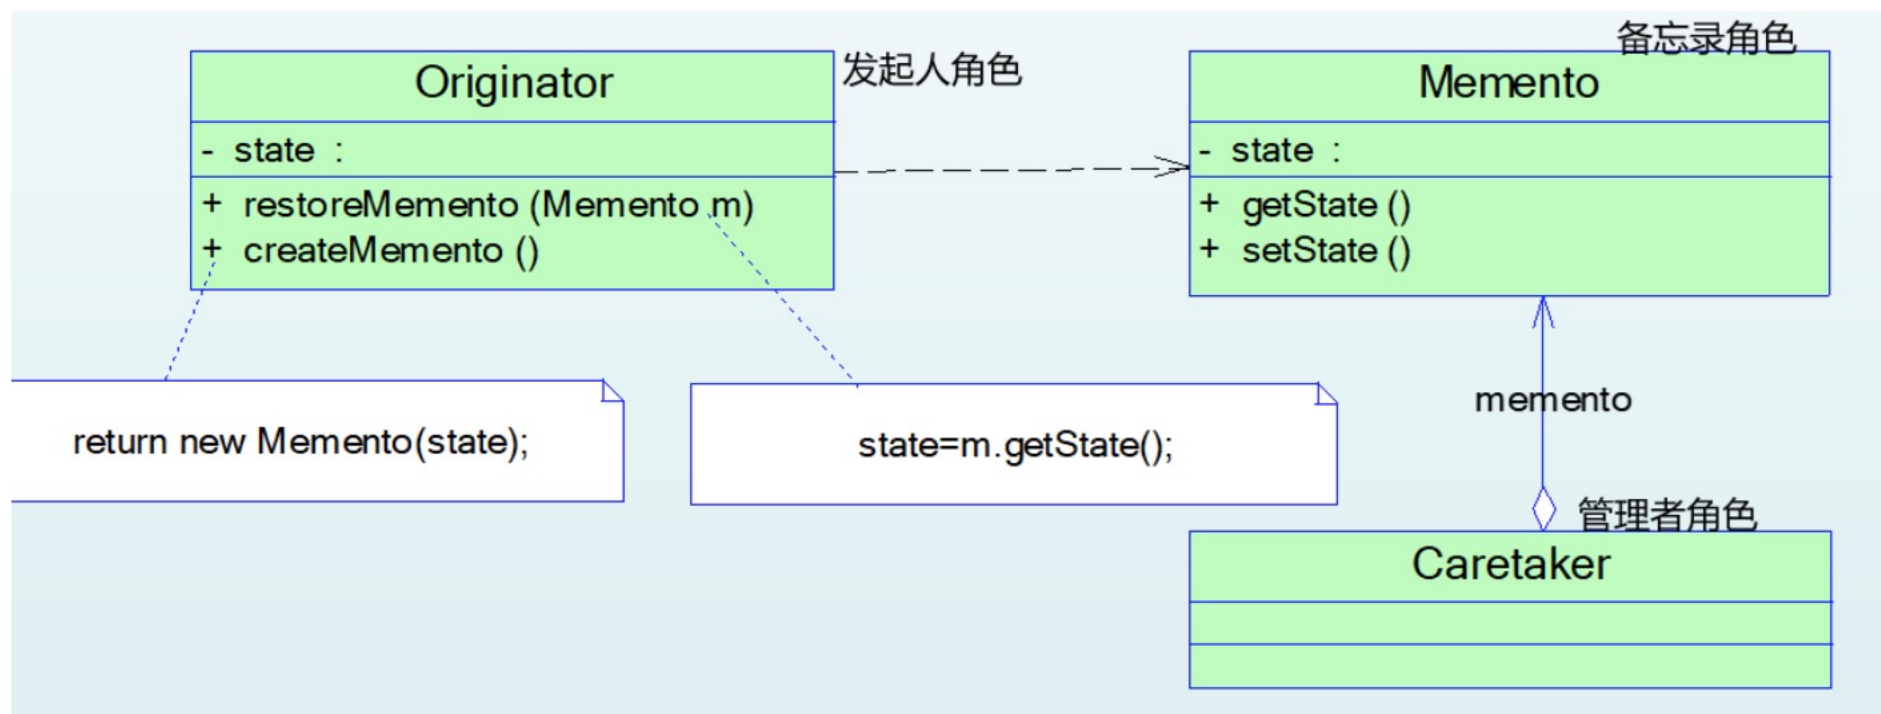 Originator
发起人角色
- state :
+ restoreMemento (Memento m)
+ createMemento ()
备忘录角色
Memento
- state :
+ getState ()
+ setState ()
return new Memento(state);
state=m.getState();
memento
管理者角色
Caretaker